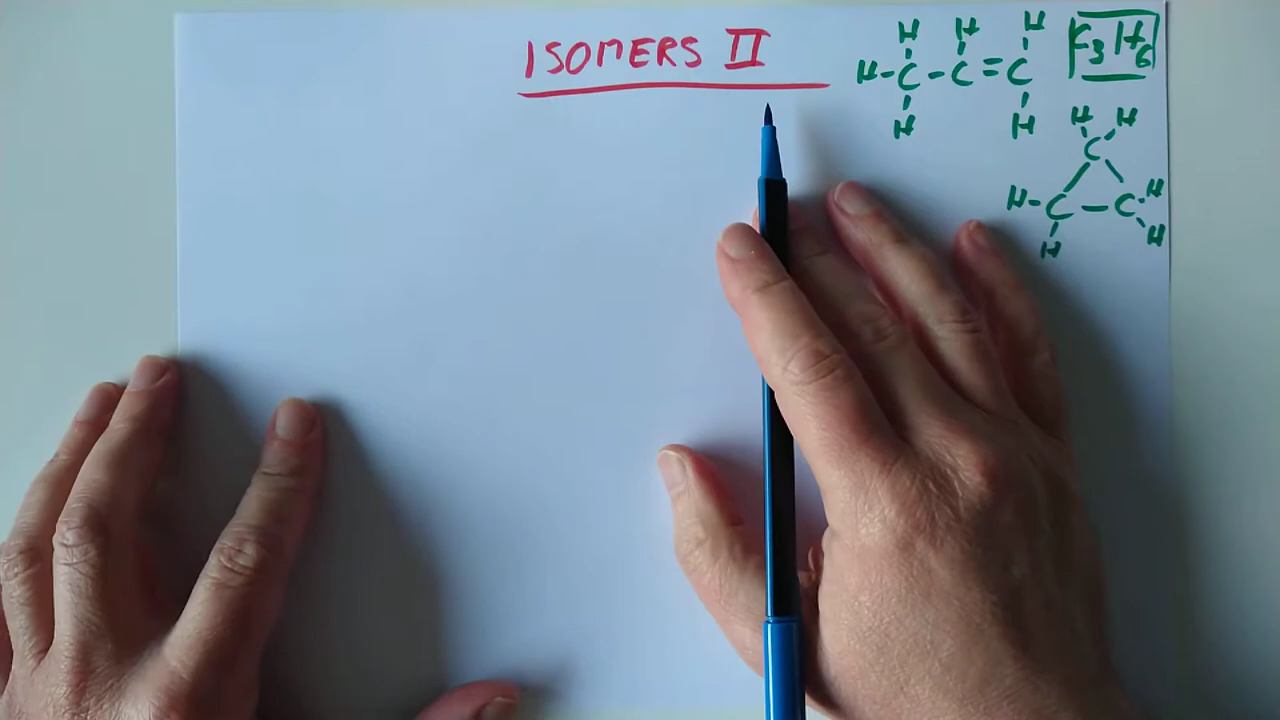 ISOMERS II
H H H
H-C-C=C
H H
C3H6
H H
C
H-C-C-H
H H